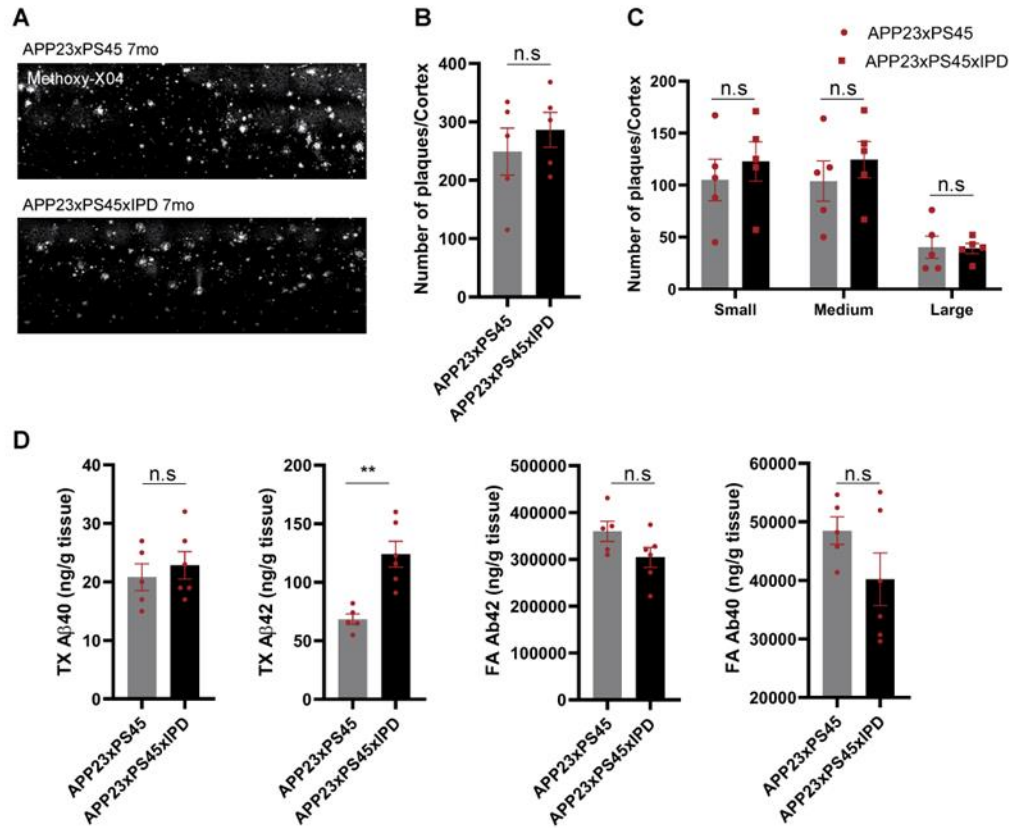 A
APP23xPS45 7mo
Methoxy-X04
APP23xPS45xIPD 7mo
B
Number of plaques/Cortex
400
300
200
100
0
n.s
APP23xPS45
APP23xPS45xIPD
C
APP23xPS45
APP23xPS45xIPD
Number of plaques/Cortex
200
150
100
50
0
n.s
n.s
n.s
Small
Medium
Large
D
TX Aβ40 (ng/g tissue)
40
30
20
10
0
n.s
APP23xPS45
APP23xPS45xIPD
TX Aβ42 (ng/g tissue)
200
150
100
50
0
**
APP23xPS45
APP23xPS45xIPD
FA Ab42 (ng/g tissue)
500000
400000
300000
200000
100000
0
n.s
APP23xPS45
APP23xPS45xIPD
FA Ab40 (ng/g tissue)
60000
50000
40000
30000
20000
n.s
APP23xPS45
APP23xPS45xIPD